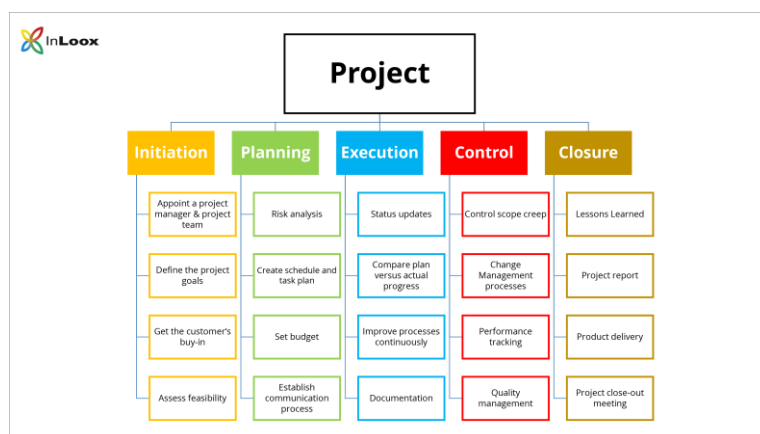 InLoox
Project
Initiation
Planning
Execution
Control
Closure
Appoint a project
manager & project
team
Risk analysis
Status updates
Control scope creep
Lessons Learned
Define the project
goals
Create schedule and
task plan
Compare plan
versus actual
progress
Change
Management
processes
Project report
Get the customer's
buy-in
Set budget
Improve processes
continuously
Performance
tracking
Product delivery
Assess feasibility
Establish
communication
process
Documentation
Quality
management
Project close-out
meeting